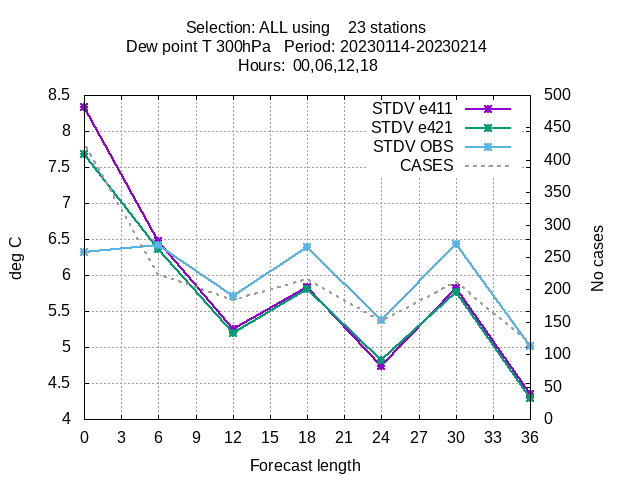 Selection: ALL using    23 stations
Dew point T 300hPa   Period: 20230114-20230214
Hours:  00,06,12,18
STDV e411
STDV e421
STDV OBS
CASES
8.5
8
7.5
7
6.5
6
5.5
5
4.5
4
deg C
500
450
400
350
300
250
200
150
100
50
0
No cases
0 3 6 9 12 15 18 21 24 27 30 33 36
Forecast length